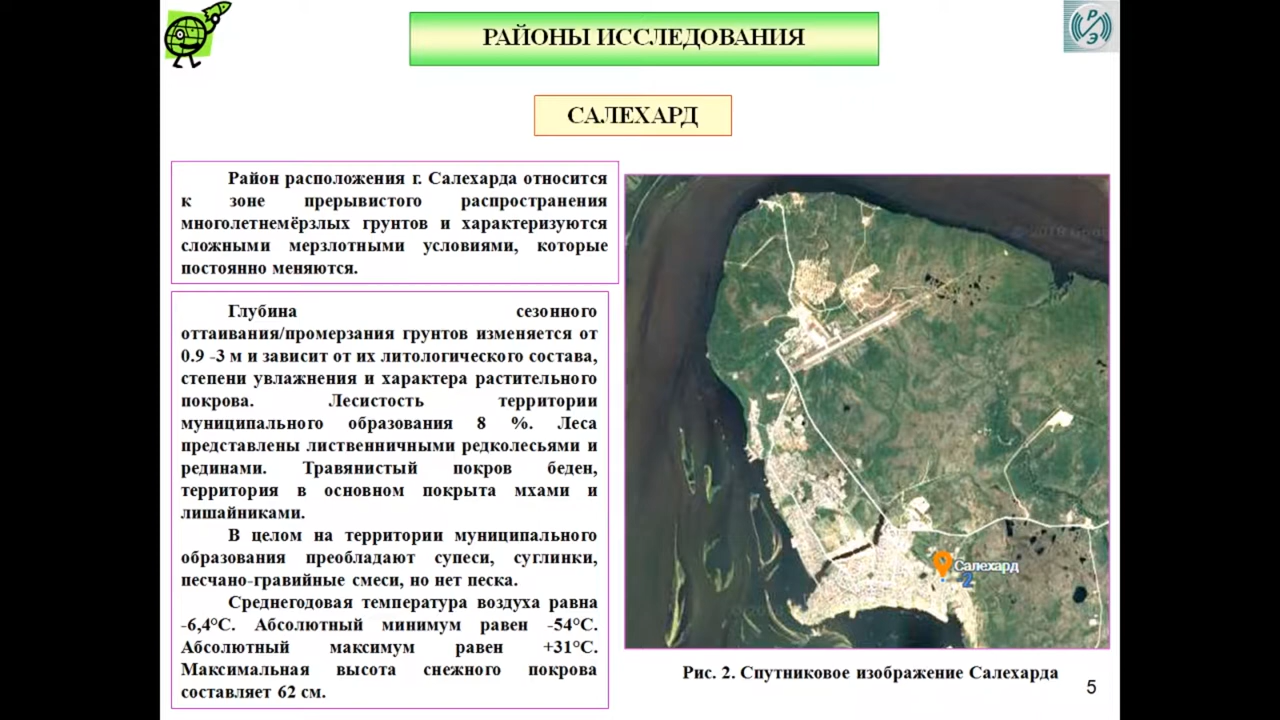 РАЙОНЫ ИССЛЕДОВАНИЯ
Р
Э
САЛЕХАРД
Район расположения г. Салехарда относится
к зоне прерывистого распространения
многолетнемёрзлых грунтов и характеризуются
сложными мерзлотными условиями, которые
постоянно меняются.
Глубина сезонного
оттаивания/промерзания грунтов изменяется от
0.9 -3 м и зависит от их литологического состава,
степени увлажнения и характера растительного
покрова. Лесистость территории
муниципального образования 8 %. Леса
представлены лиственничными редколесьями и
рединами. Травянистый покров беден,
территория в основном покрыта мхами и
лишайниками.
В целом на территории муниципального
образования преобладают супеси, суглинки,
песчано-гравийные смеси, но нет песка.
Среднегодовая температура воздуха равна
-6,4°С. Абсолютный минимум равен -54°С.
Абсолютный максимум равен +31°С.
Максимальная высота снежного покрова
составляет 62 см.
Салехард
2
Рис. 2. Спутниковое изображение Салехарда
5